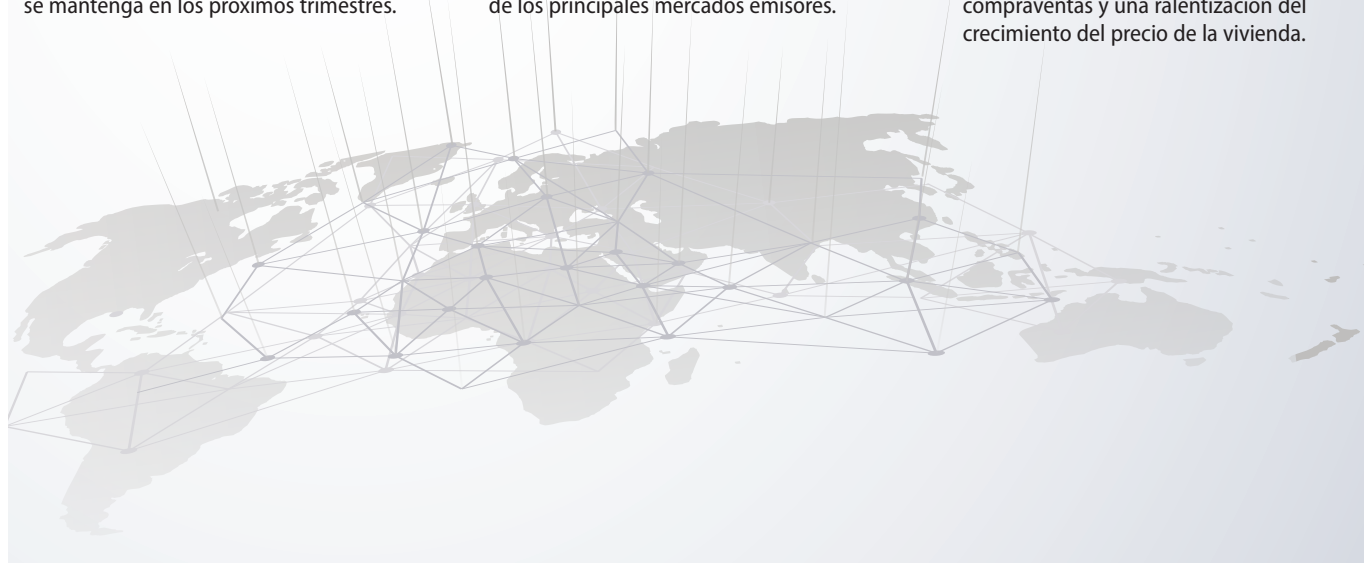 se mantenga en los próximos trimestres.
de los principales mercados emisores.
compraventas y una ralentización del
crecimiento del precio de la vivienda.